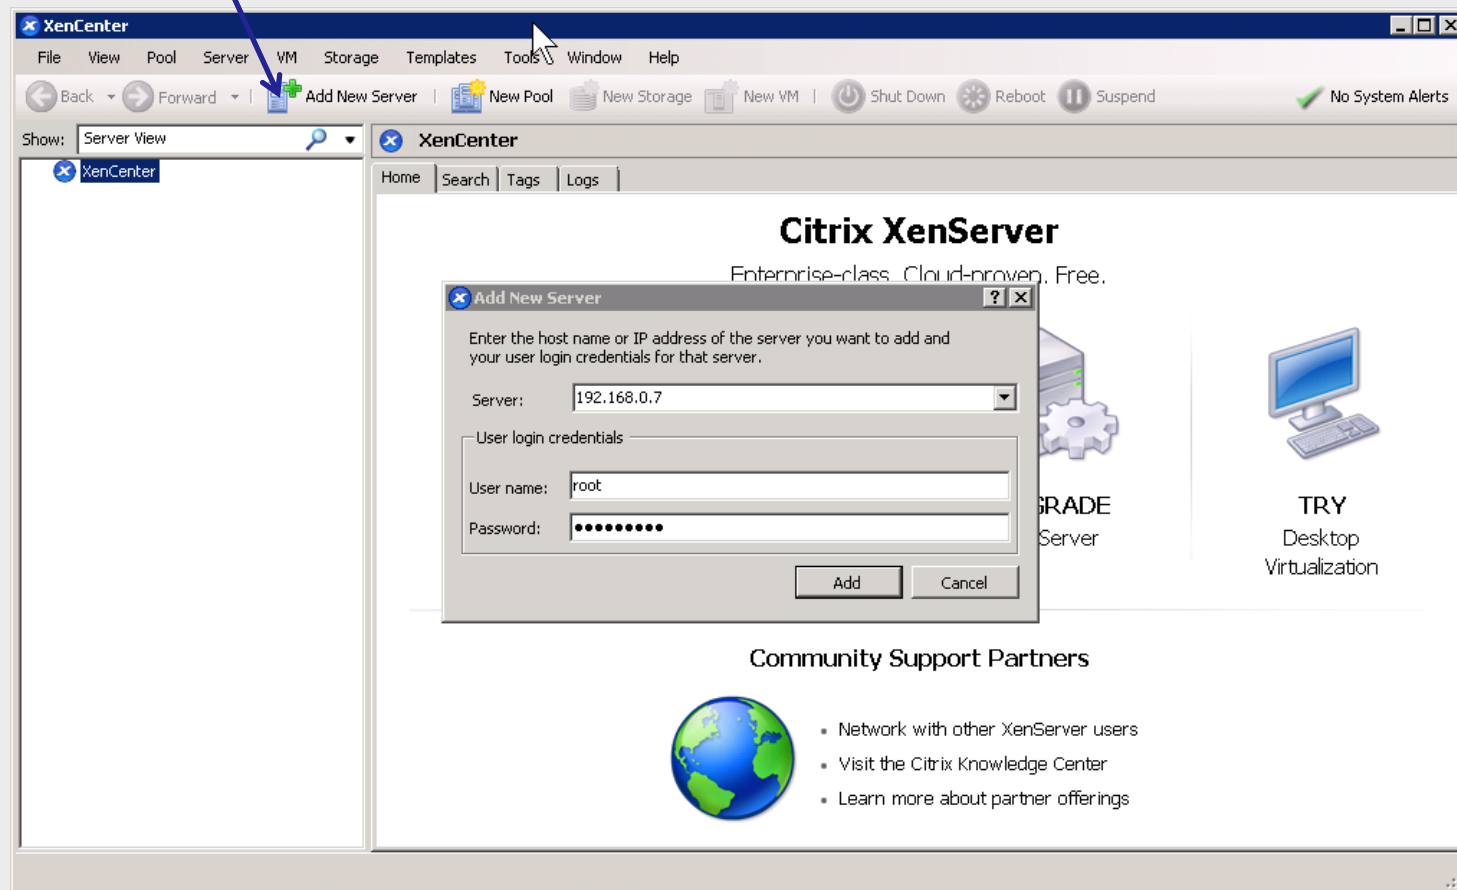 XenCenter
File View Pool Server VM Storage Templates Tools Window Help
Back Forward Add New Server New Pool New Storage New VM Shut Down Reboot Suspend No System Alerts
Show: Server View
XenCenter
XenCenter
Home Search Tags Logs
Citrix XenServer
Enterprise-class. Cloud-proven. Free.
Add New Server
Enter the host name or IP address of the server you want to add and
your user login credentials for that server.
Server: 192.168.0.7
User login credentials
User name: root
Password: •••••••••
Add Cancel
GRADE
Server
TRY
Desktop
Virtualization
Community Support Partners
Network with other XenServer users
Visit the Citrix Knowledge Center
Learn more about partner offerings